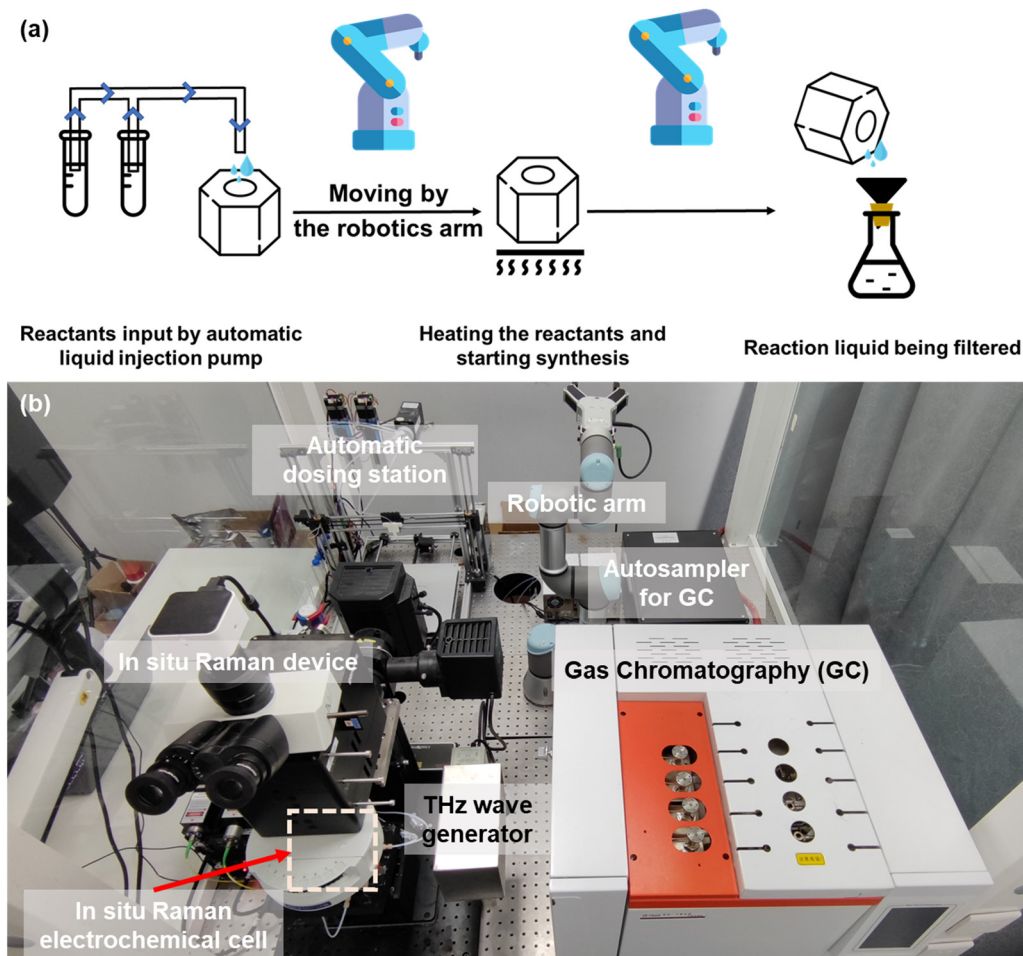 (a)
Moving by
the robotics arm
Reactants input by automatic
liquid injection pump
Heating the reactants and
starting synthesis
Reaction liquid being filtered
(b)
Automatic
dosing station
Robotic arm
Autosampler
for GC
In situ Raman device
Gas Chromatography (GC)
THz wave
generator
In situ Raman
electrochemical cell